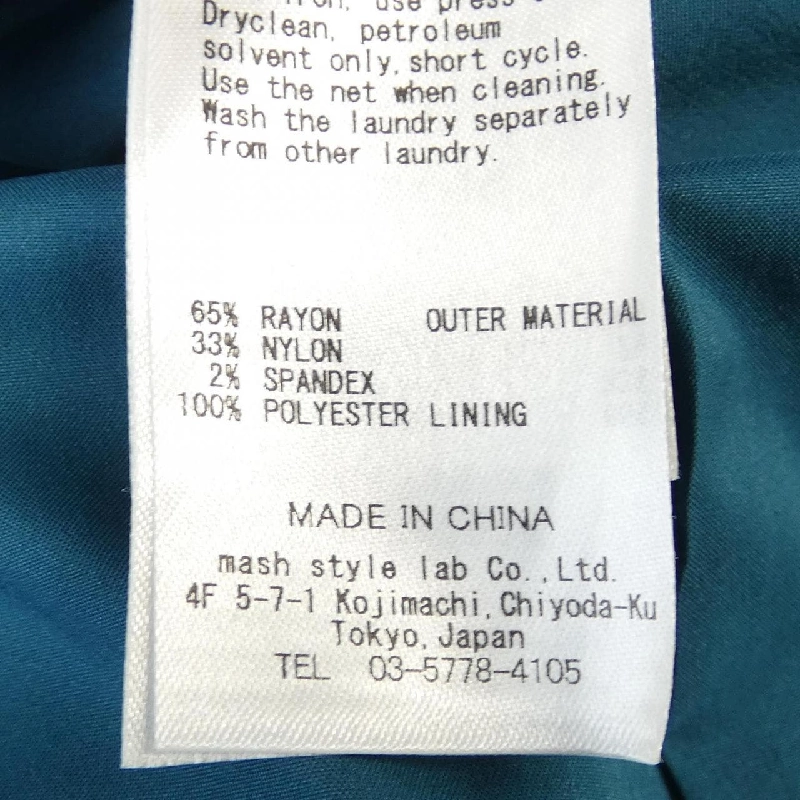 use press
Dryclean, petroleum
solvent only, short cycle.
Use the net when cleaning.
Wash the laundry separately
from other laundry.
65% RAYON OUTER MATERIAL
33% NYLON
2% SPANDEX
100% POLYESTER LINING
MADE IN CHINA
mash style lab Co., Ltd.
4F 5-7-1 Kojimachi, Chiyoda-Ku
Tokyo, Japan
TEL 03-5778-4105